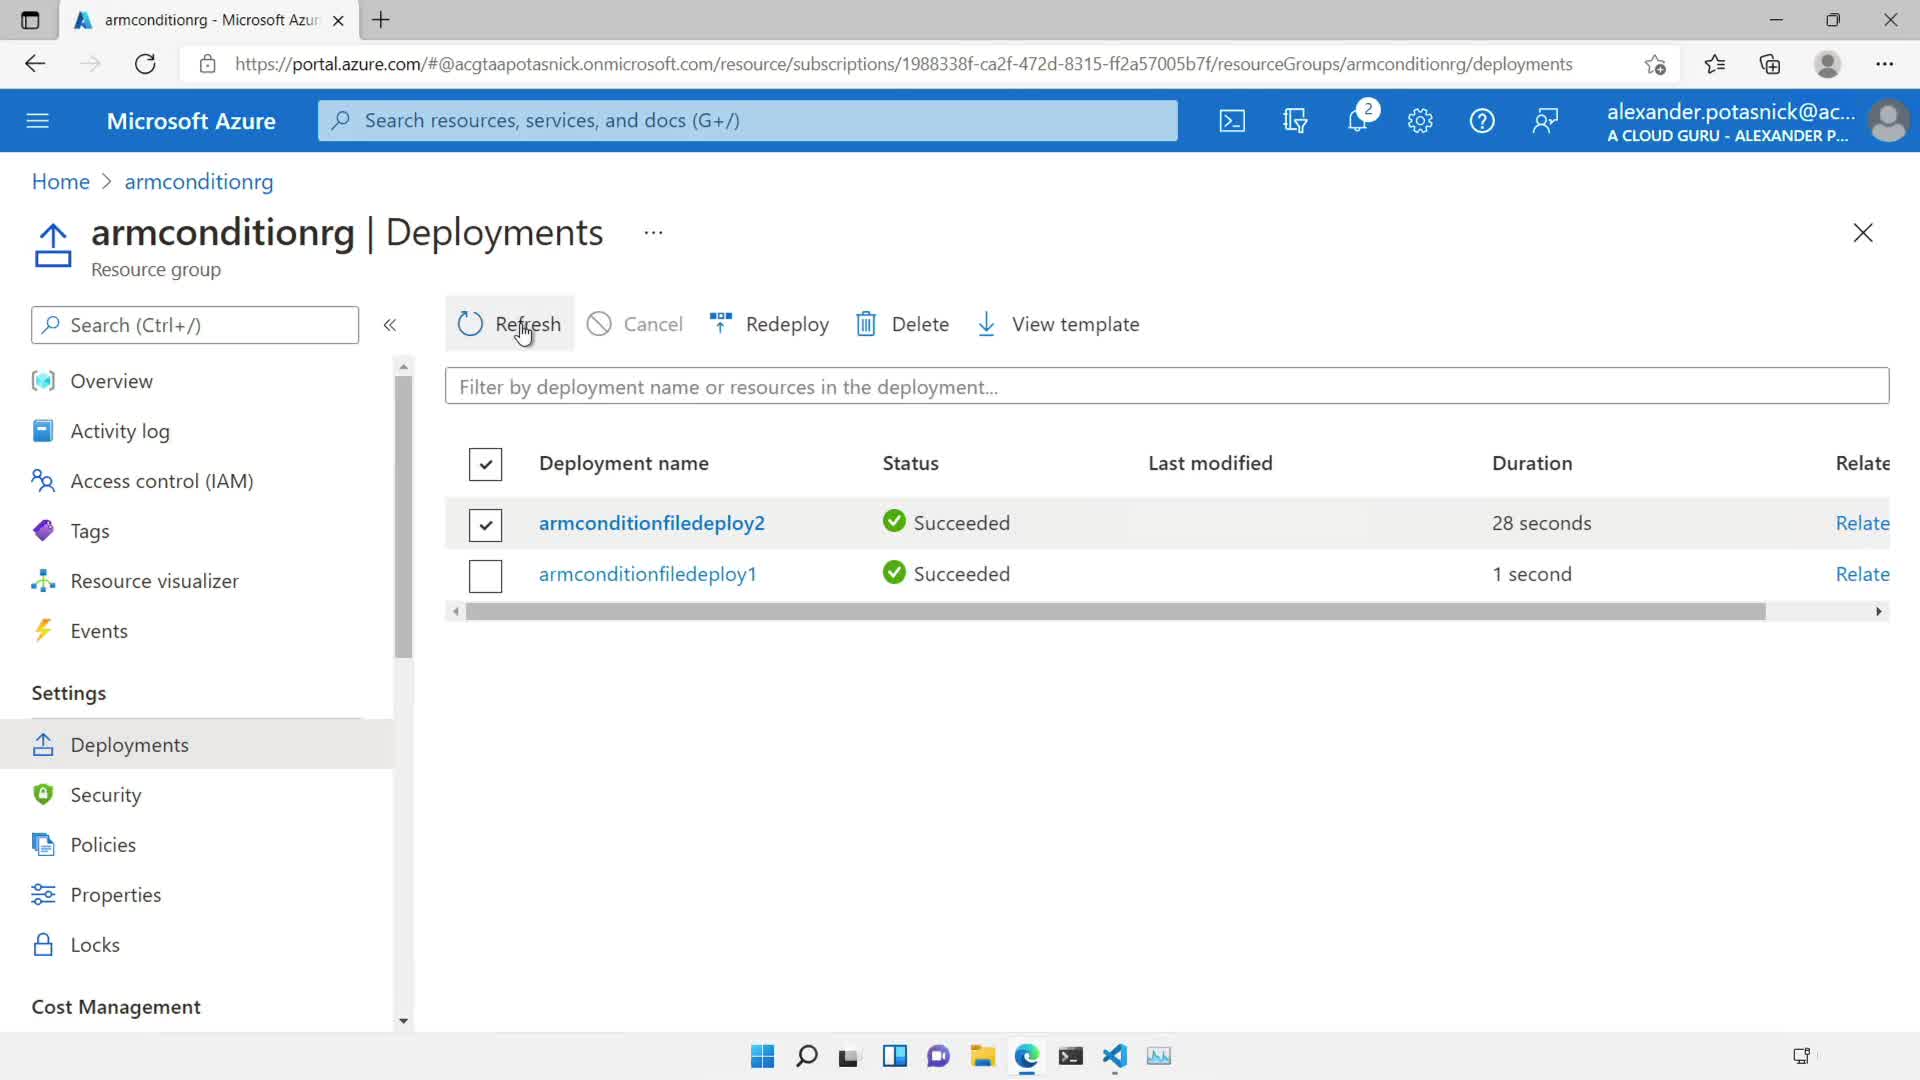 armconditionrg - Microsoft Azur
https://portal.azure.com/#@acgtaapotasnick.onmicrosoft.com/resource/subscriptions/1988338f-ca2f-472d-8315-ff2a57005b7f/resourceGroups/armconditionrg/deployments
Microsoft Azure
Search resources, services, and docs (G+/)
2
alexander.potasnick@ac...
A CLOUD GURU - ALEXANDER P...
Home > armconditionrg
armconditionrg | Deployments ...
Resource group
Search (Ctrl+/)
«
Refresh
Cancel
Redeploy
Delete
View template
Filter by deployment name or resources in the deployment...
Overview
Activity log
Access control (IAM)
Tags
Resource visualizer
Events
Settings
Deployments
Security
Policies
Properties
Locks
Cost Management
Deployment name Status Last modified Duration Relate
armconditionfiledeploy2 Succeeded 28 seconds Relate
armconditionfiledeploy1 Succeeded 1 second Relate